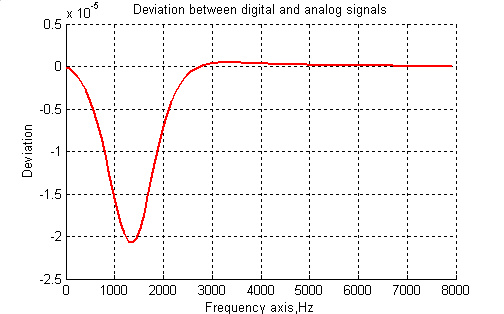 Deviation between digital and analog signals
x 10^-5
0.5
0
-0.5
-1
-1.5
-2
-2.5
Deviation
0 1000 2000 3000 4000 5000 6000 7000 8000
Frequency axis,Hz